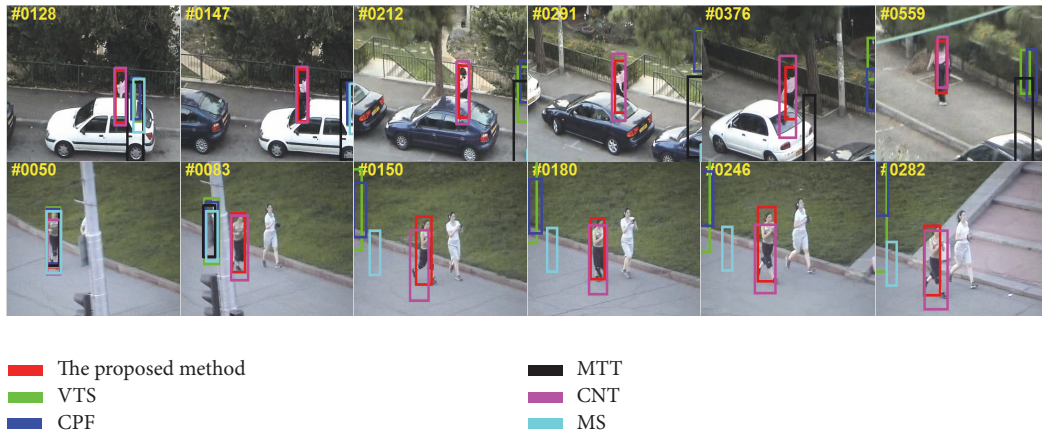 #0128 #0147 #0212 #0291 #0376 #0559
#0050 #0083 #0150 #0180 #0246 #0282
The proposed method
VTS
CPF
MTT
CNT
MS